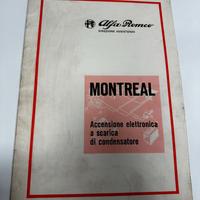 Alfa Romeo
DIREZIONE ASSISTENZA
MONTREAL
Accensione elettronica
a scarica
di condensatore